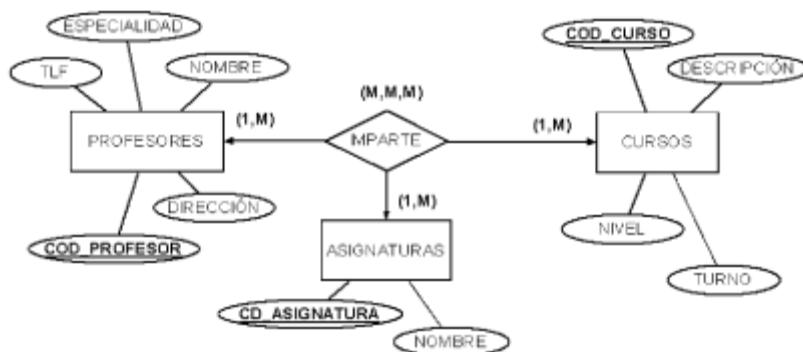 ESPECIALIDAD
COD_CURSO
TLF
NOMBRE
DESCRIPCIÓN
(M,M,M)
(1,M)
(1,M)
PROFESORES
IMPARTE
CURSOS
(1,M)
DIRECCIÓN
NIVEL
COD_PROFESOR
ASIGNATURAS
TURNO
CD_ASIGNATURA
NOMBRE